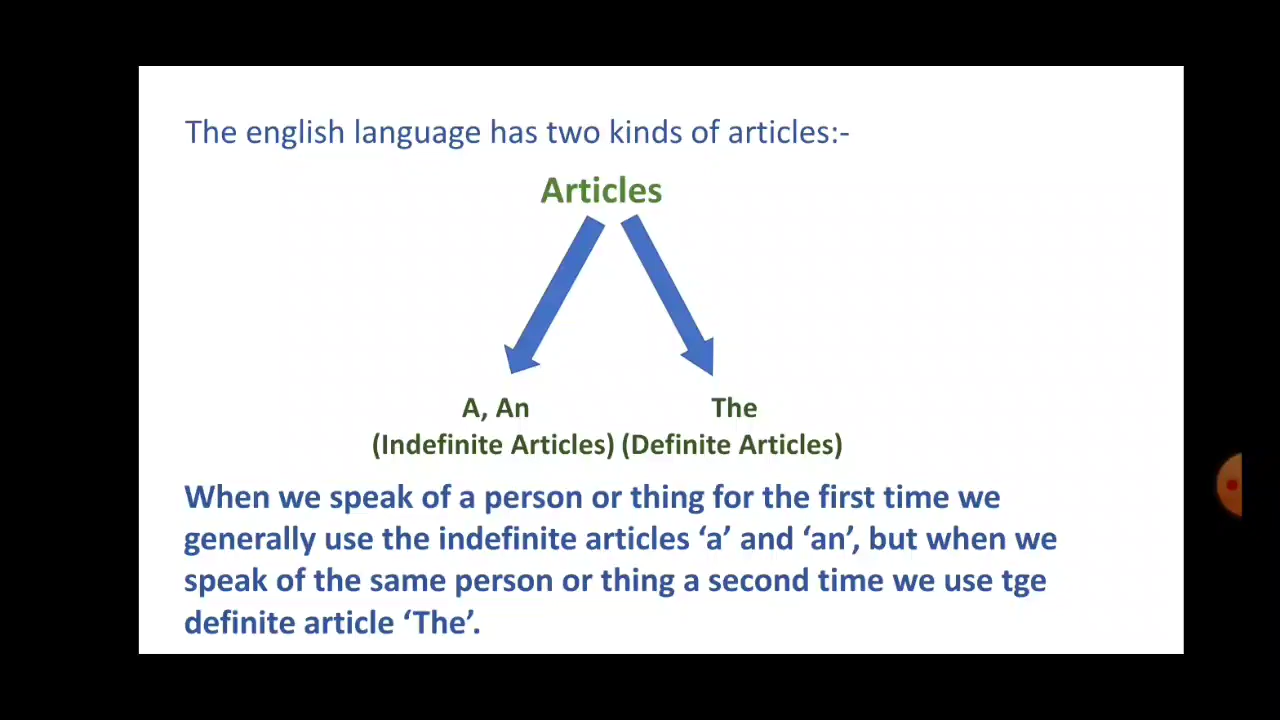 The english language has two kinds of articles:-
Articles
A, An The
(Indefinite Articles) (Definite Articles)
When we speak of a person or thing for the first time we
generally use the indefinite articles ‘a’ and ‘an’, but when we
speak of the same person or thing a second time we use tge
definite article ‘The’.